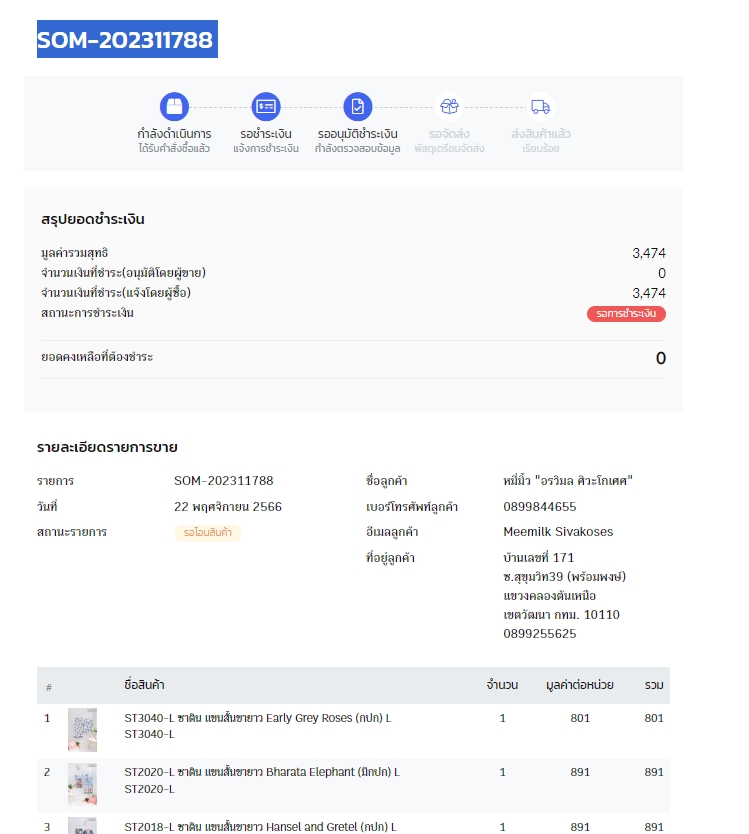 SOM-202311788
กำลังดำเนินการ รอชำระเงิน รออนุมัติชำระเงิน รอจัดส่ง ส่งสินค้าแล้ว
ได้รับคำสั่งซื้อแล้ว แจ้งการชำระเงิน กำลังตรวจสอบข้อมูล พัสดุเตรียมจัดส่ง เรียบร้อย
สรุปยอดชำระเงิน
มูลค่ารวมสุทธิ 3,474
จำนวนเงินที่ชำระ(อนุมัติโดยผู้ขาย) 0
จำนวนเงินที่ชำระ(แจ้งโดยผู้ซื้อ) 3,474
สถานะการชำระเงิน รอการชำระเงิน
ยอดคงเหลือที่ต้องชำระ 0
รายละเอียดรายการขาย
รายการ SOM-202311788 ชื่อลูกค้า หมี่มิ้ว "อรวิมล ศิวะโกเศศ"
วันที่ 22 พฤศจิกายน 2566 เบอร์โทรศัพท์ลูกค้า 0899844655
สถานะรายการ รอโอนสินค้า อีเมลลูกค้า Meemilk Sivakoses
ที่อยู่ลูกค้า บ้านเลขที่ 171
ซ.สุขุมวิท39 (พร้อมพงษ์)
แขวงคลองตันเหนือ
เขตวัฒนา กทม. 10110
0899255625
# ชื่อสินค้า จำนวน มูลค่าต่อหน่วย รวม
1 ST3040-L ซาติน แขนสั้นขายาว Early Grey Roses (กปก) L 1 801 801
ST3040-L
2 ST2020-L ซาติน แขนสั้นขายาว Bharata Elephant (มีกปก) L 1 891 891
ST2020-L
3 ST2018-L ซาติน แขนสั้นขายาว Hansel and Gretel (กปก) L 1 891 891